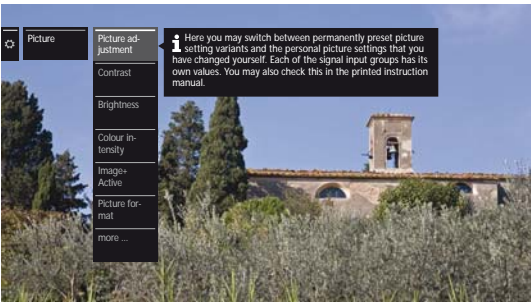 Picture
Picture ad-
justment
Contrast
Brightness
Colour in-
tensity
Image+
Active
Picture for-
mat
more ...
i Here you may switch between permanently preset picture
setting variants and the personal picture settings that you
have changed yourself. Each of the signal input groups has its
own values. You may also check this in the printed instruction
manual.